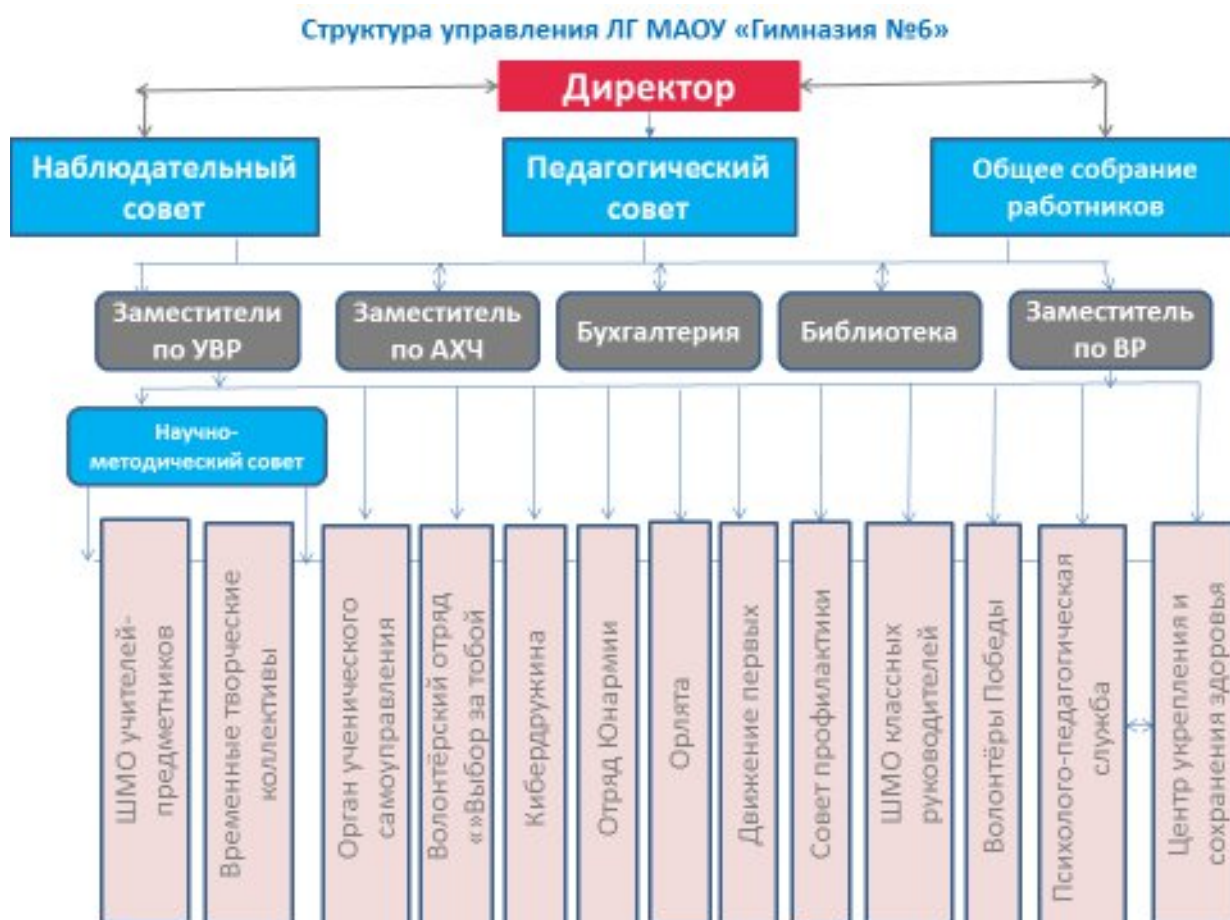 Структура управления ЛГ МАОУ «Гимназия №6»
Директор
Наблюдательный
совет
Педагогический
совет
Общее собрание
работников
Заместители
по УВР
Заместитель
по АХЧ
Бухгалтерия
Библиотека
Заместитель
по ВР
Научно-
методический совет
ШМО учителей-
предметников
Временные творческие
коллективы
Орган ученического
самоуправления
Волонтёрский отряд
«»Выбор за тобой
Кибердружина
Отряд Юнармии
Орлята
Движение первых
Совет профилактики
ШМО классных
руководителей
Волонтёры Победы
Психолого-педагогическая
служба
Центр укрепления и
сохранения здоровья